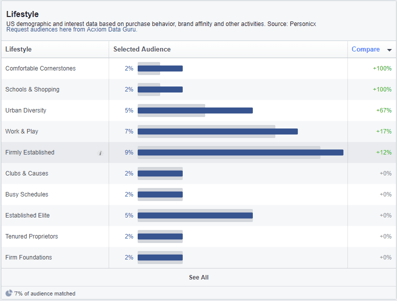 Lifestyle
US demographic and interest data based on purchase behavior, brand affinity and other activities. Source: Personicx
Request audiences here from Acxiom Data Guru.
Lifestyle Selected Audience Compare
Comfortable Cornerstones 2% +100%
Schools & Shopping 2% +100%
Urban Diversity 5% +67%
Work & Play 7% +17%
Firmly Established i 9% +12%
Clubs & Causes 2% +0%
Busy Schedules 2% +0%
Established Elite 5% +0%
Tenured Proprietors 2% +0%
Firm Foundations 2% +0%
See All
7% of audience matched